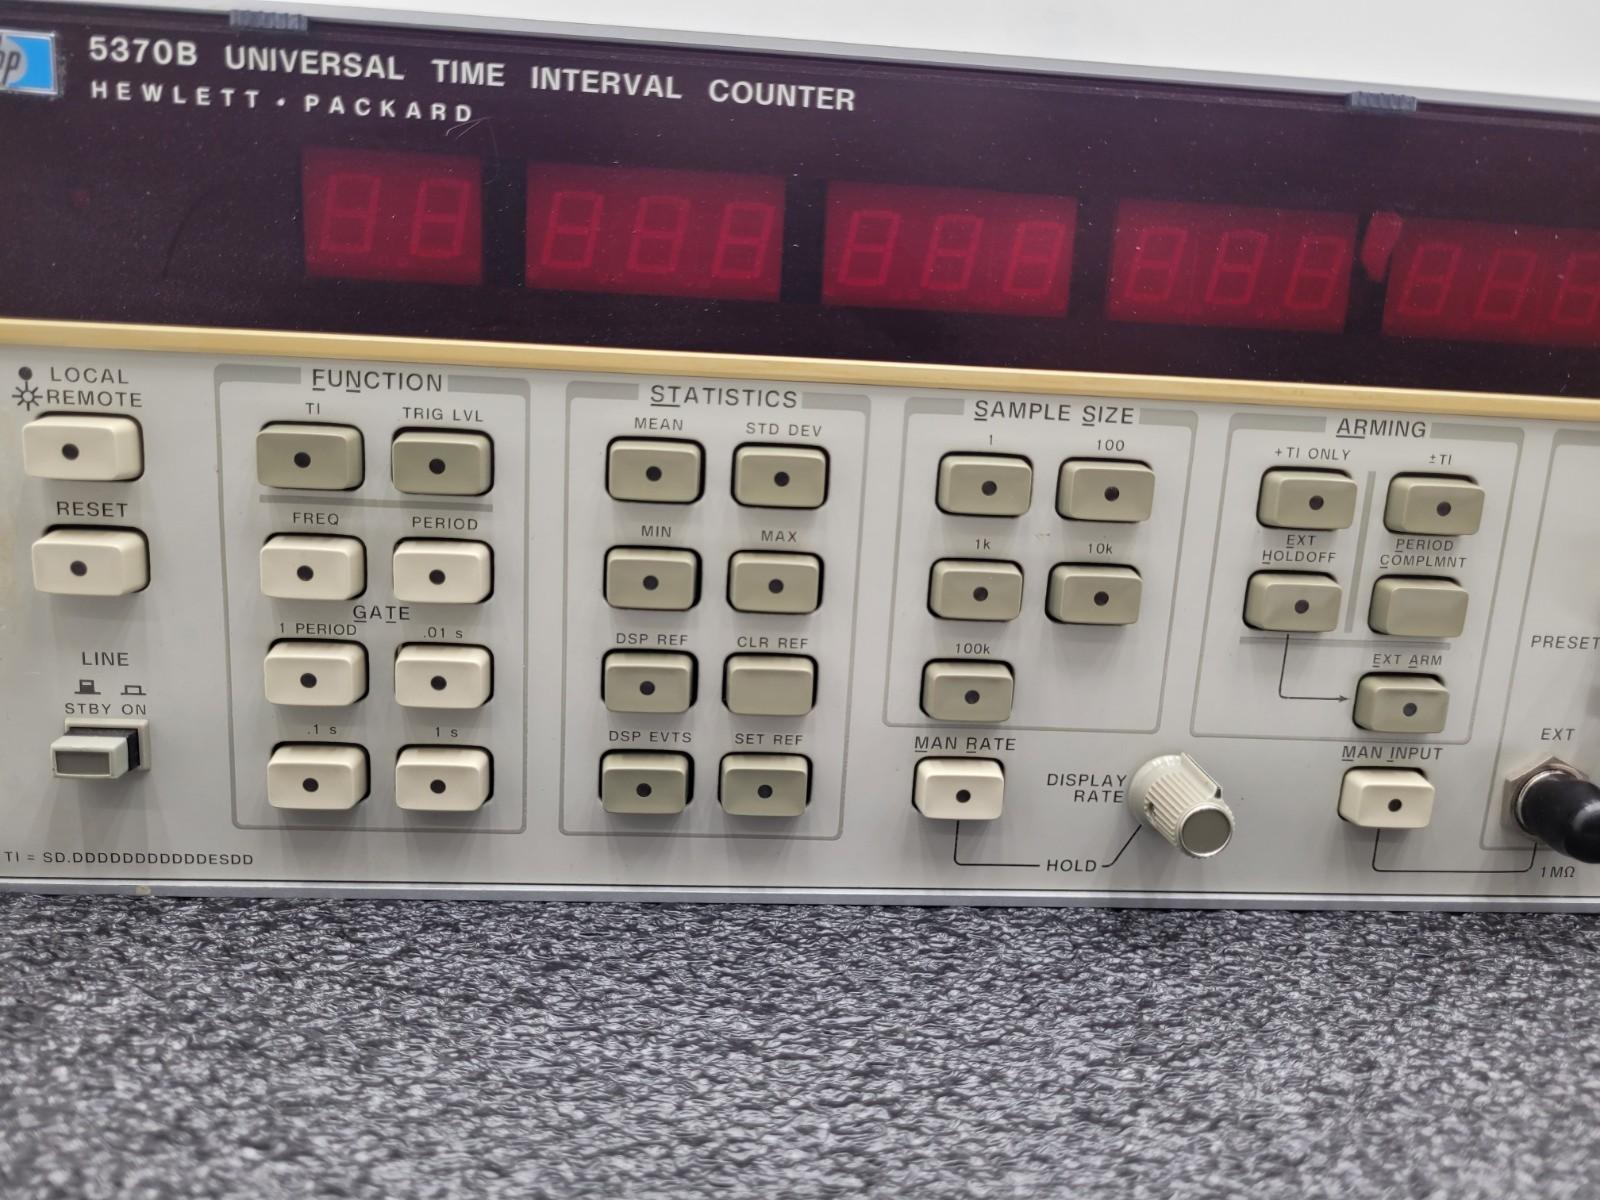 hp
5370B UNIVERSAL TIME INTERVAL COUNTER
HEWLETT • PACKARD
LOCAL
REMOTE
RESET
LINE
STBY ON
TI = SD.DDDDDDDDDDDESDD
FUNCTION
TI TRIG LVL
FREQ PERIOD
GATE
1 PERIOD .01 s
.1 s 1 s
STATISTICS
MEAN STD DEV
MIN MAX
DSP REF CLR REF
DSP EVTS SET REF
SAMPLE SIZE
1 100
1k 10k
100k
MAN RATE
DISPLAY
RATE
HOLD
ARMING
+TI ONLY ±TI
EXT
HOLDOFF
PERIOD
COMPLMNT
EXT ARM
MAN INPUT
PRESET
EXT
1MΩ